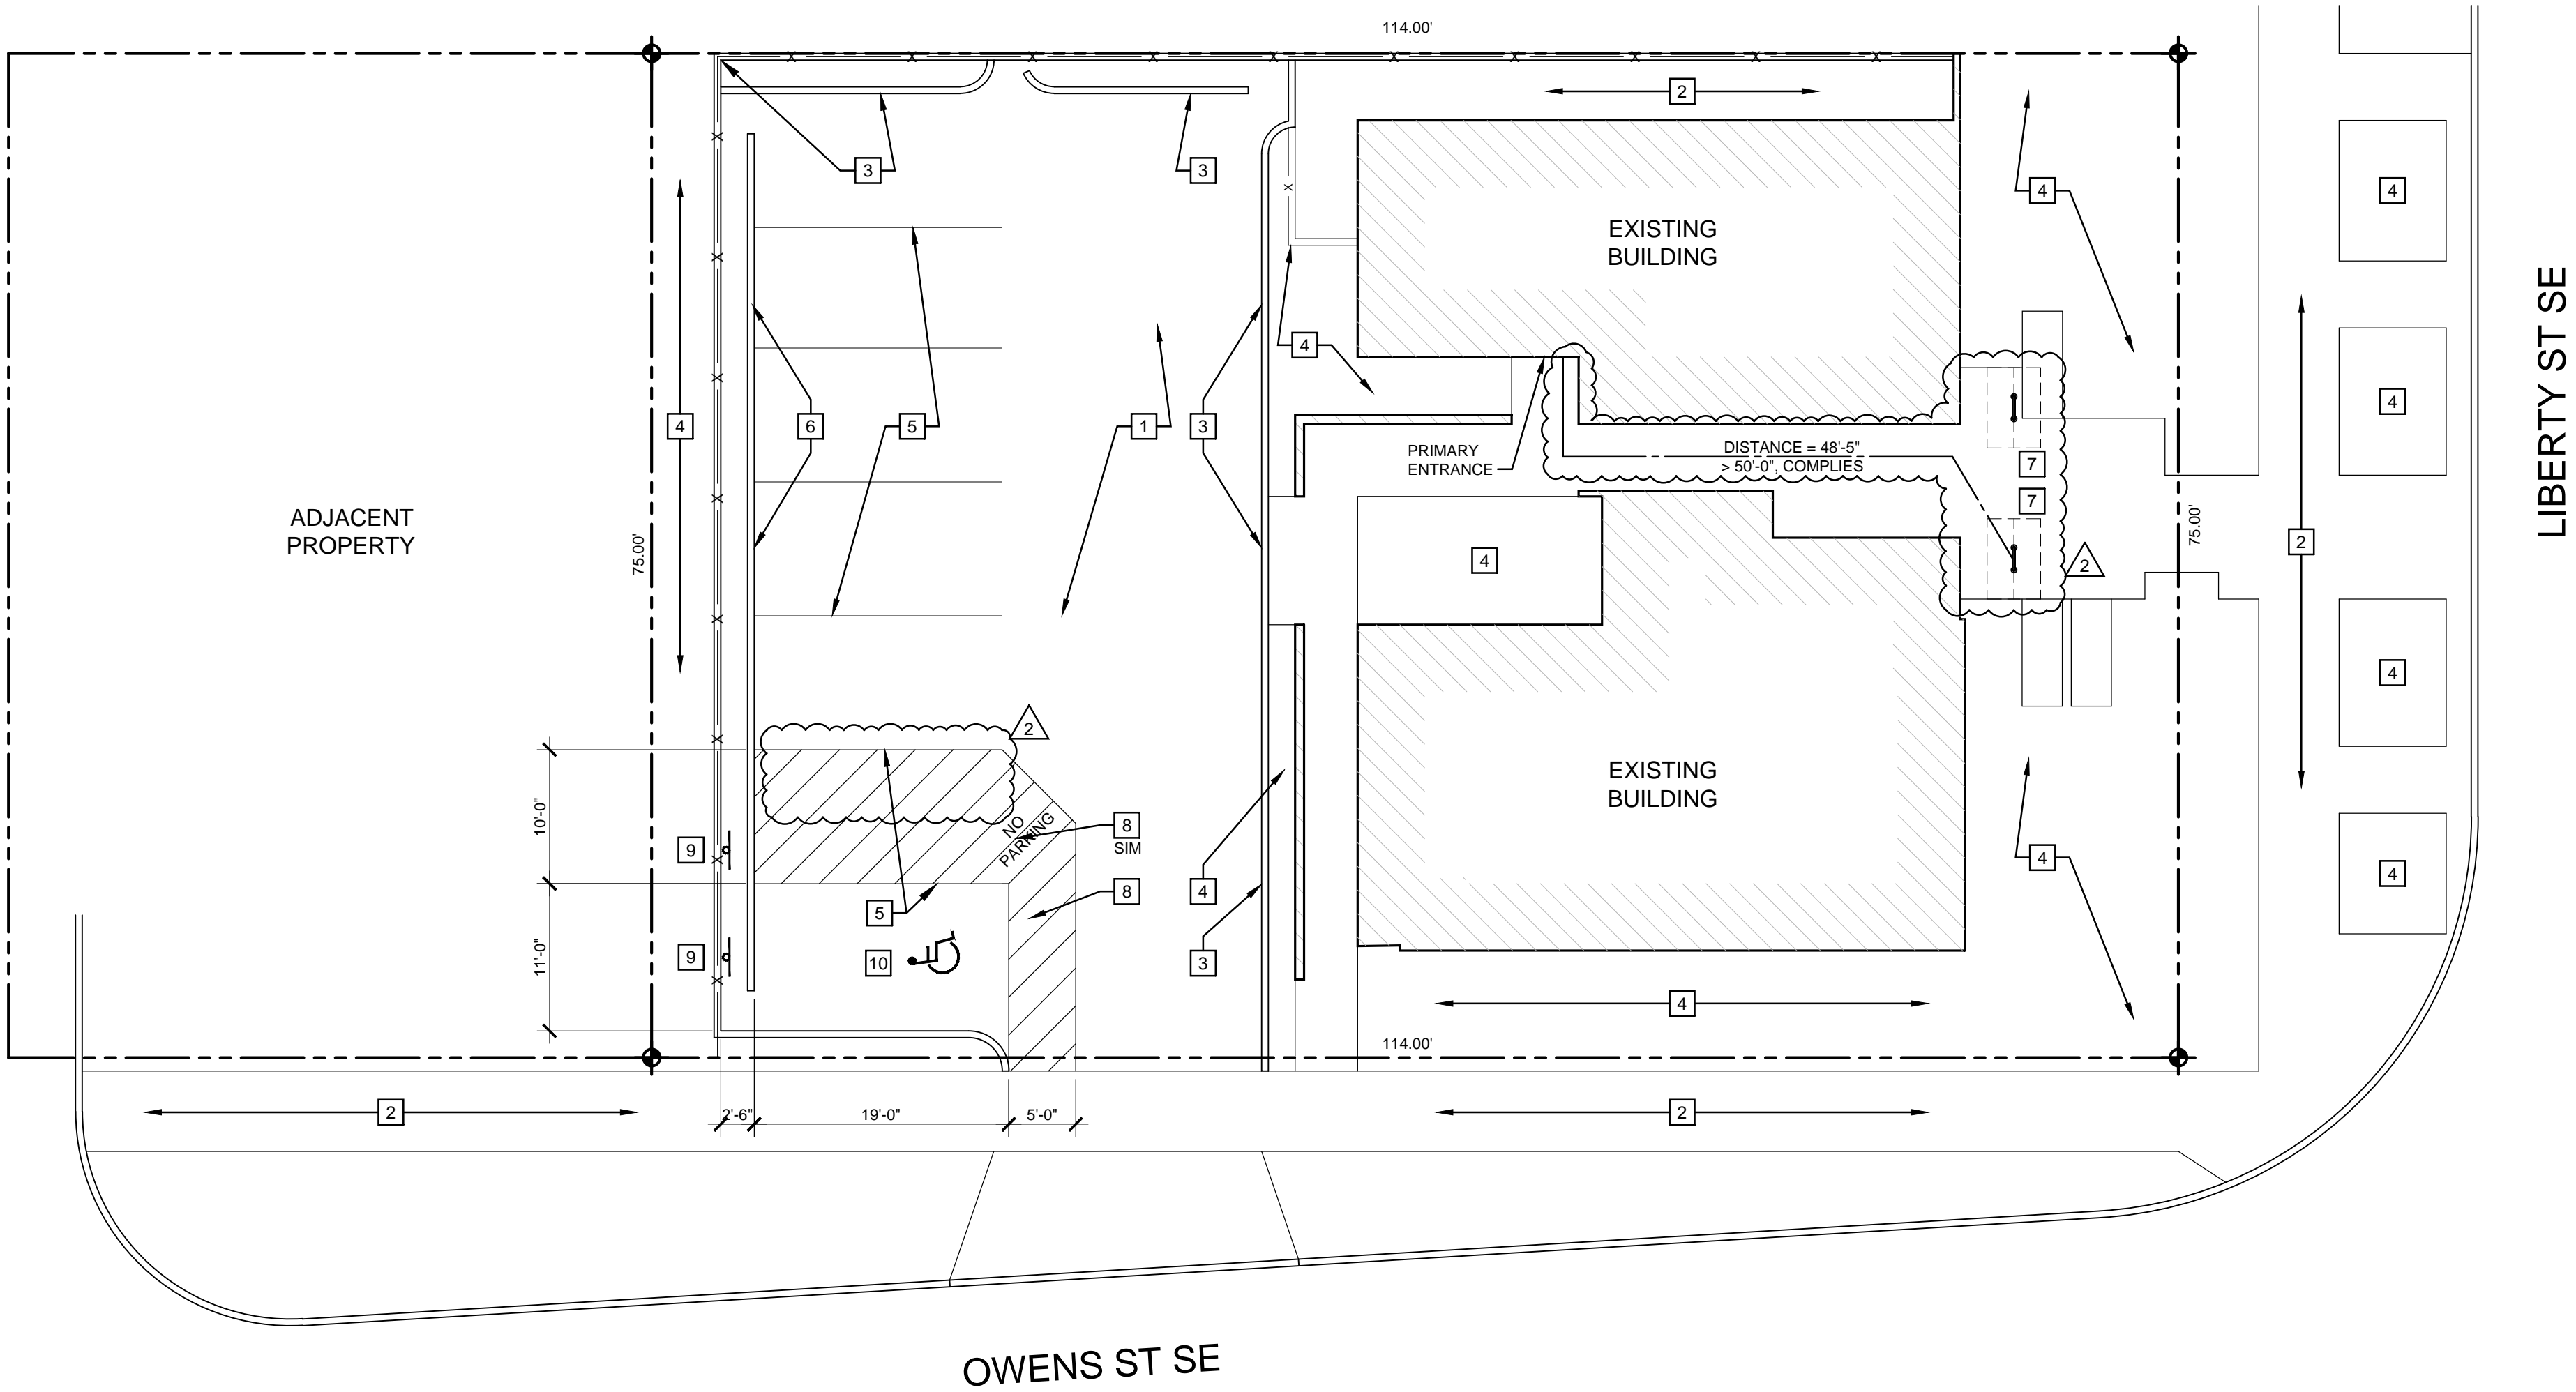 114.00'
2
3
3
4
4
EXISTING
BUILDING
4
4
6
5
1
3
4
PRIMARY
ENTRANCE
DISTANCE = 48'-5"
> 50'-0", COMPLIES
7
7
ADJACENT
PROPERTY
75.00'
75.00'
LIBERTY ST SE
2
4
2
4
2
10'-0"
NO
PARKING
8
SIM
9
EXISTING
BUILDING
4
4
4
8
5
11'-0"
9
10
3
4
114.00'
2
2'-6"
19'-0"
5'-0"
2
OWENS ST SE